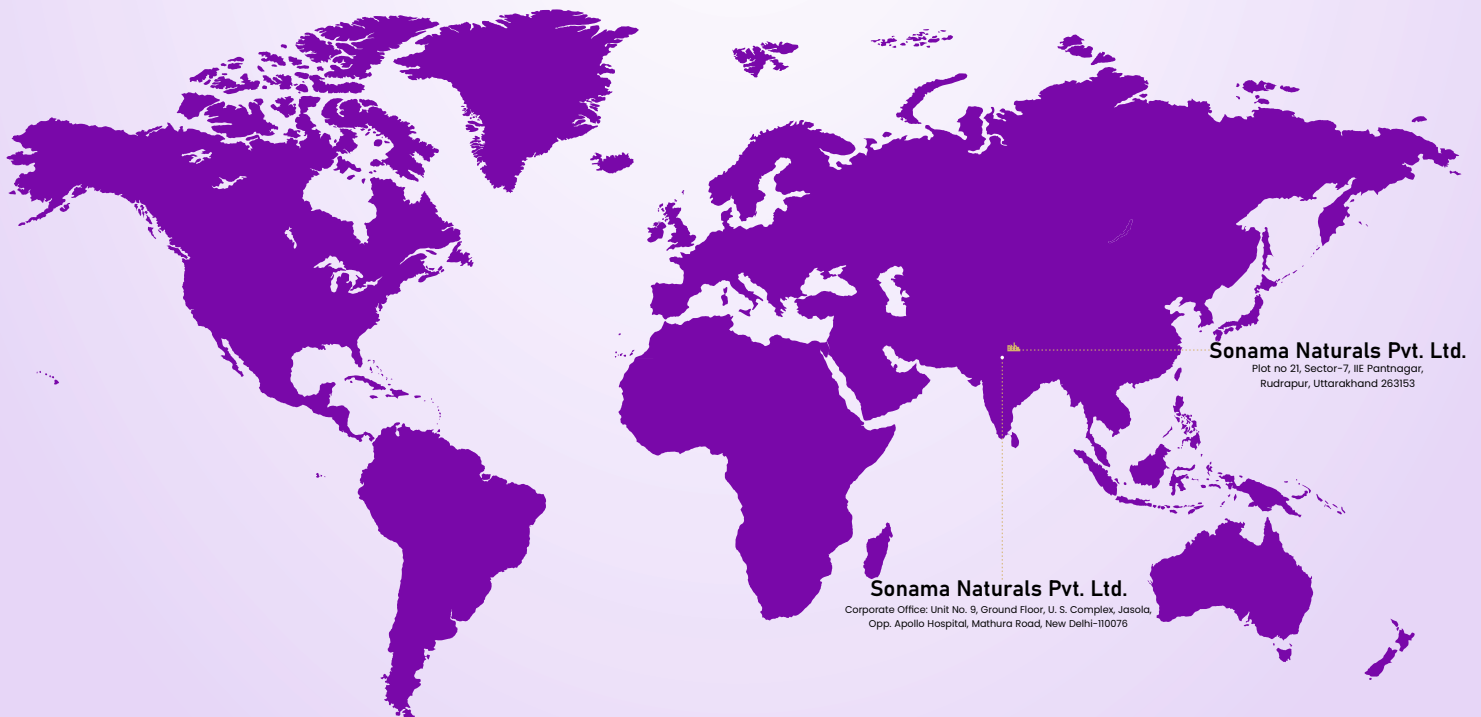 Sonama Naturals Pvt. Ltd.
Plot no 21, Sector-7, IIE Pantnagar,
Rudrapur, Uttarakhand 263153
Sonama Naturals Pvt. Ltd.
Corporate Office: Unit No. 9, Ground Floor, U. S. Complex, Jasola,
Opp. Apollo Hospital, Mathura Road, New Delhi-110076